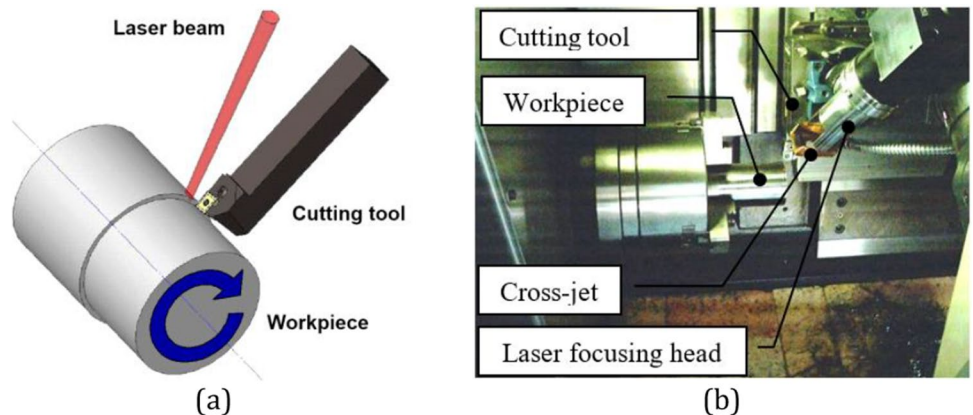 Laser beam
Cutting tool
Workpiece
(a)
Cutting tool
Workpiece
Cross-jet
Laser focusing head
(b)